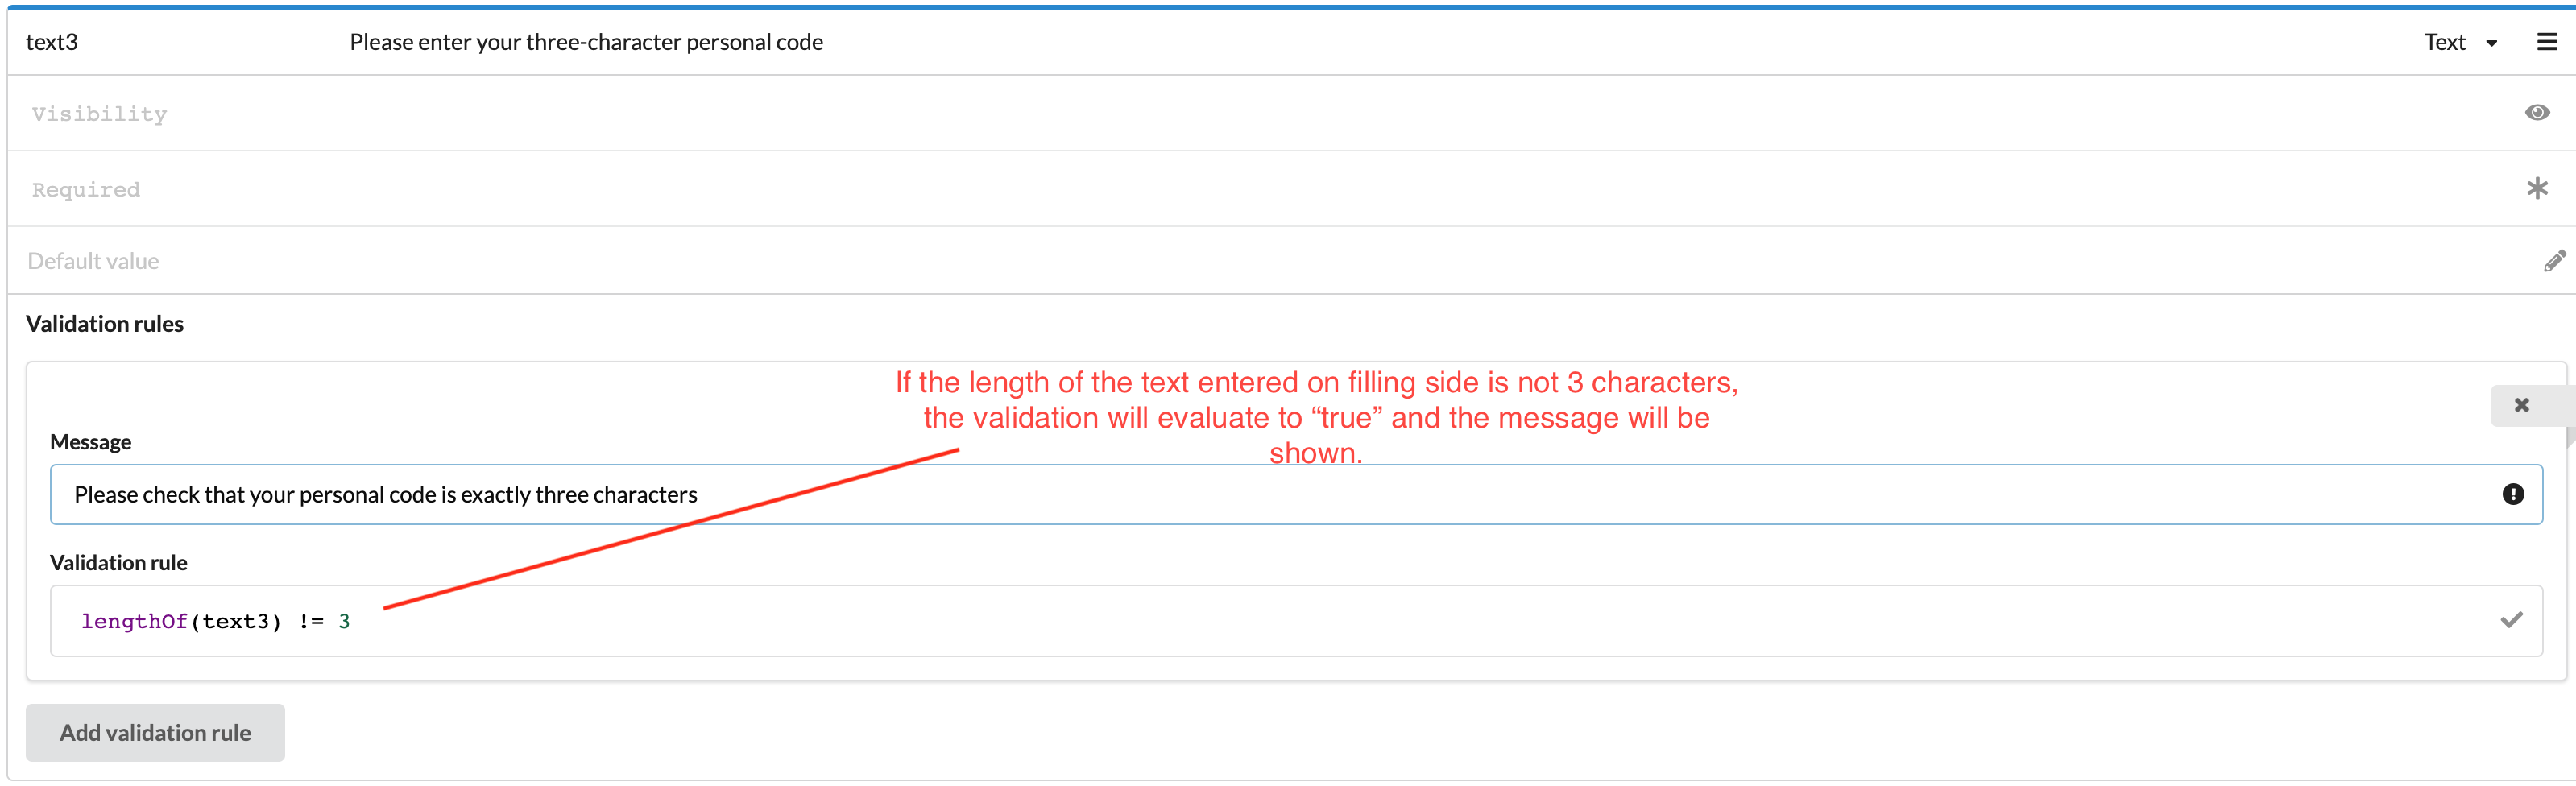 text3 Please enter your three-character personal code Text
Visibility
Required
Default value
Validation rules
If the length of the text entered on filling side is not 3 characters,
the validation will evaluate to “true” and the message will be
shown.
Message
Please check that your personal code is exactly three characters
Validation rule
lengthOf(text3) != 3
Add validation rule